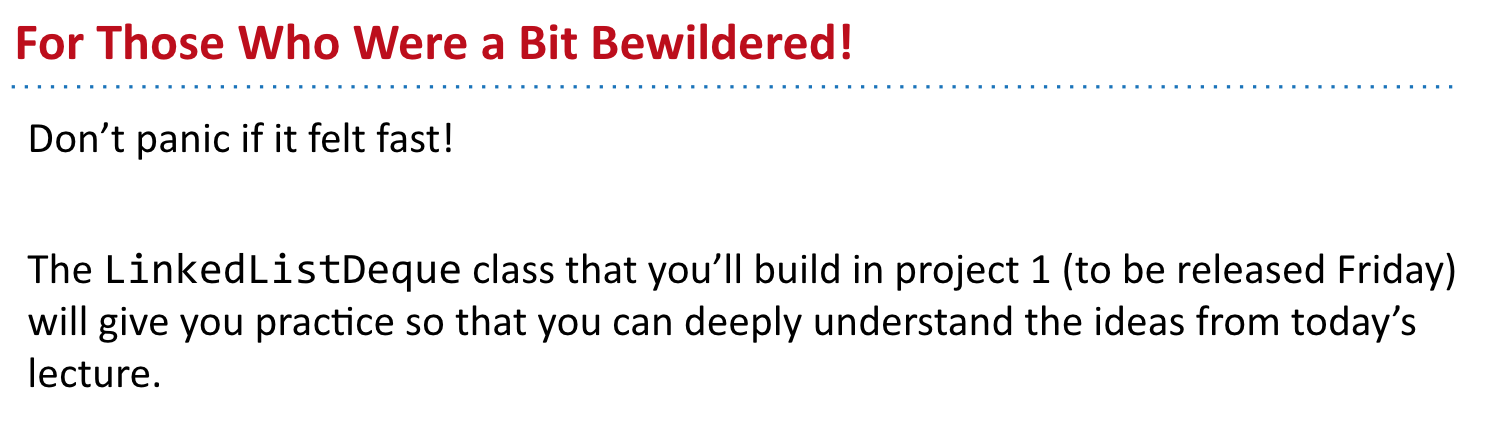 For Those Who Were a Bit Bewildered!
Don’t panic if it felt fast!
The LinkedListDeque class that you’ll build in project 1 (to be released Friday)
will give you practice so that you can deeply understand the ideas from today’s
lecture.